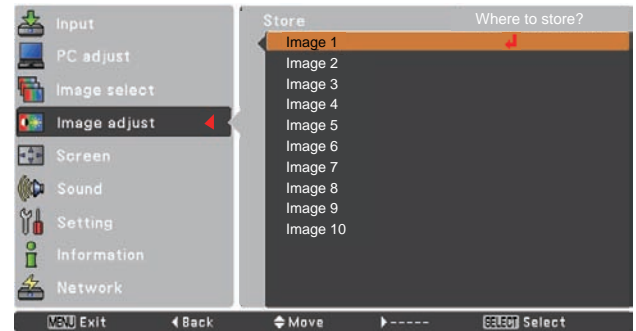 Input
PC adjust
Image select
Image adjust
Screen
Sound
Setting
Information
Network
Store Where to store?
Image 1
Image 2
Image 3
Image 4
Image 5
Image 6
Image 7
Image 8
Image 9
Image 10
MENU Exit Back Move ----- SELECT Select